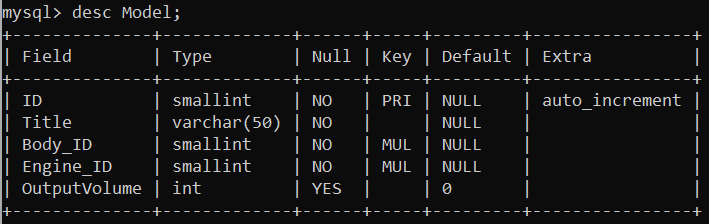 mysql> desc Model;
+--------------+-------------+------+-----+---------+----------------+
| Field        | Type        | Null | Key | Default | Extra          |
+--------------+-------------+------+-----+---------+----------------+
| ID           | smallint    | NO   | PRI | NULL    | auto_increment |
| Title        | varchar(50) | NO   |     | NULL    |                |
| Body_ID      | smallint    | NO   | MUL | NULL    |                |
| Engine_ID    | smallint    | NO   | MUL | NULL    |                |
| OutputVolume | int         | YES  |     | 0       |                |
+--------------+-------------+------+-----+---------+----------------+